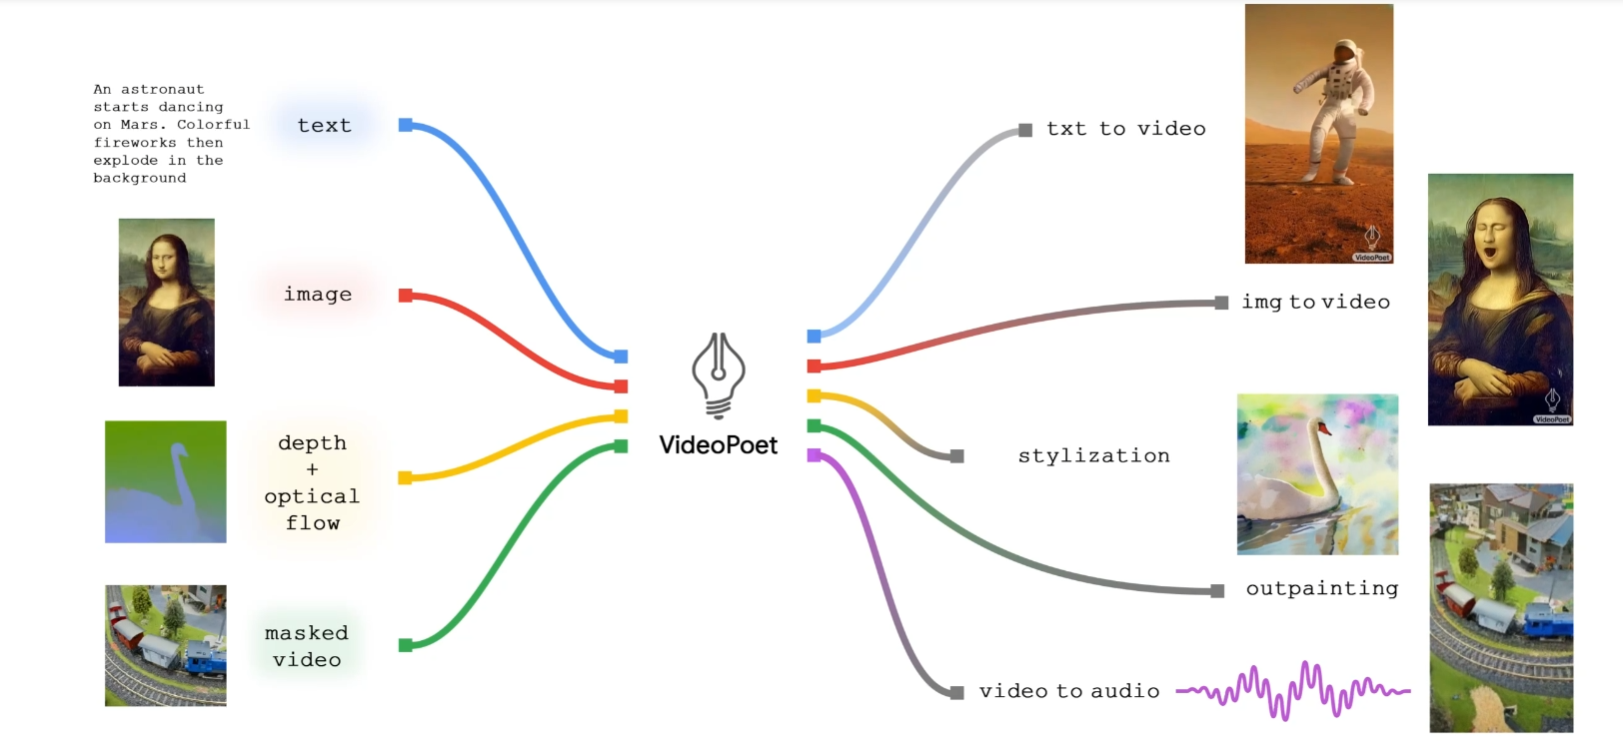 An astronaut
starts dancing
on Mars. Colorful
fireworks then
explode in the
background
text
image
depth
+
optical
flow
masked
video
VideoPoet
txt to video
VideoPoet
img to video
VideoPoet
stylization
outpainting
video to audio